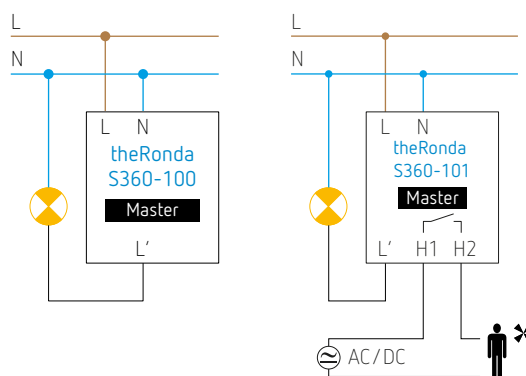 L
N
L N
theRonda
S360-100
Master
L'
L
N
L N
theRonda
S360-101
Master
L' H1 H2
AC/DC